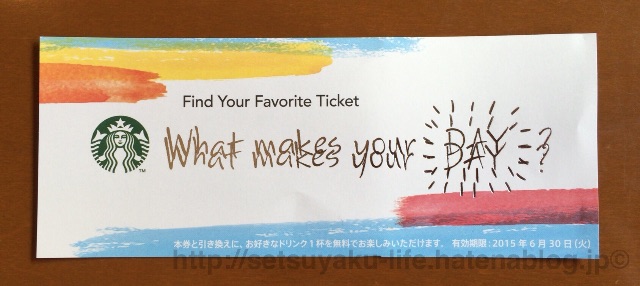 Find Your Favorite Ticket
What makes your DAY ?
TM
本券と引き換えに、お好きなドリンク1杯を無料でお楽しみいただけます。 有効期限:2015年6月30日(火)
http://setsuyaku-life.hatenablog.jp©